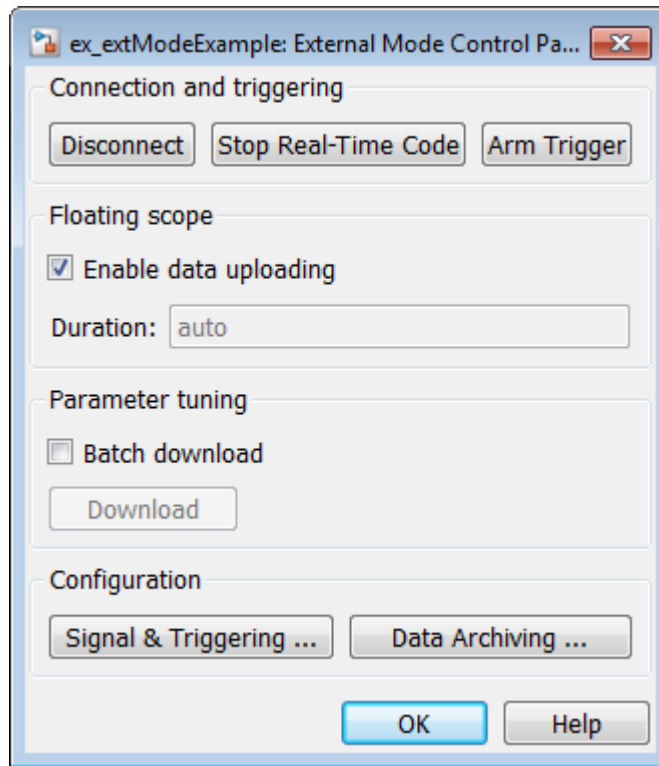 ex_extModeExample: External Mode Control Pa...
Connection and triggering
Disconnect Stop Real-Time Code Arm Trigger
Floating scope
Enable data uploading
Duration: auto
Parameter tuning
Batch download
Download
Configuration
Signal & Triggering ... Data Archiving ...
OK Help